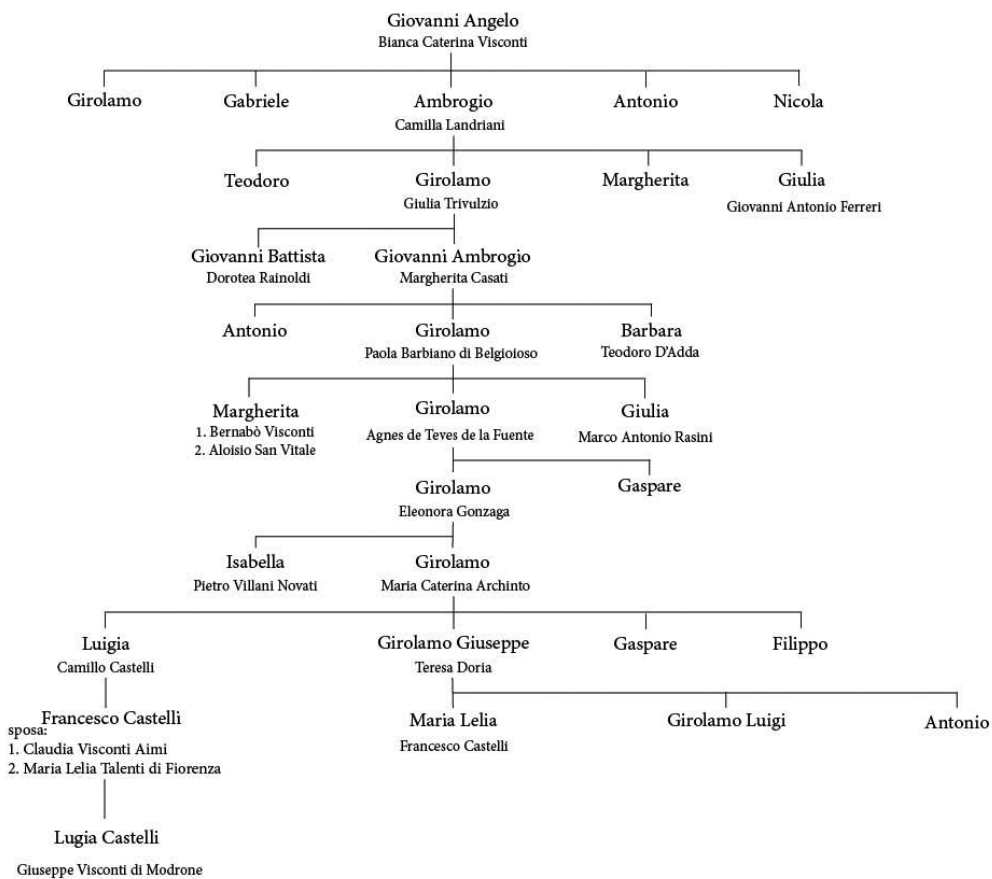 Giovanni Angelo
Bianca Caterina Visconti
Girolamo
Gabriele
Ambrogio
Camilla Landriani
Antonio
Nicola
Teodoro
Girolamo
Giulia Trivulzio
Margherita
Giulia
Giovanni Antonio Ferreri
Giovanni Battista
Dorotea Rainoldi
Giovanni Ambrogio
Margherita Casati
Antonio
Girolamo
Paola Barbiano di Belgioioso
Barbara
Teodoro D'Adda
Margherita
1. Bernabò Visconti
2. Aloisio San Vitale
Girolamo
Agnes de Teves de la Fuente
Giulia
Marco Antonio Rasini
Girolamo
Eleonora Gonzaga
Gaspare
Isabella
Pietro Villani Novati
Girolamo
Maria Caterina Archinto
Luigia
Camillo Castelli
Girolamo Giuseppe
Teresa Doria
Gaspare
Filippo
Francesco Castelli
sposa:
1. Claudia Visconti Aimi
2. Maria Lelia Talenti di Fiorenza
Maria Lelia
Francesco Castelli
Girolamo Luigi
Antonio
Lugia Castelli
Giuseppe Visconti di Modrone